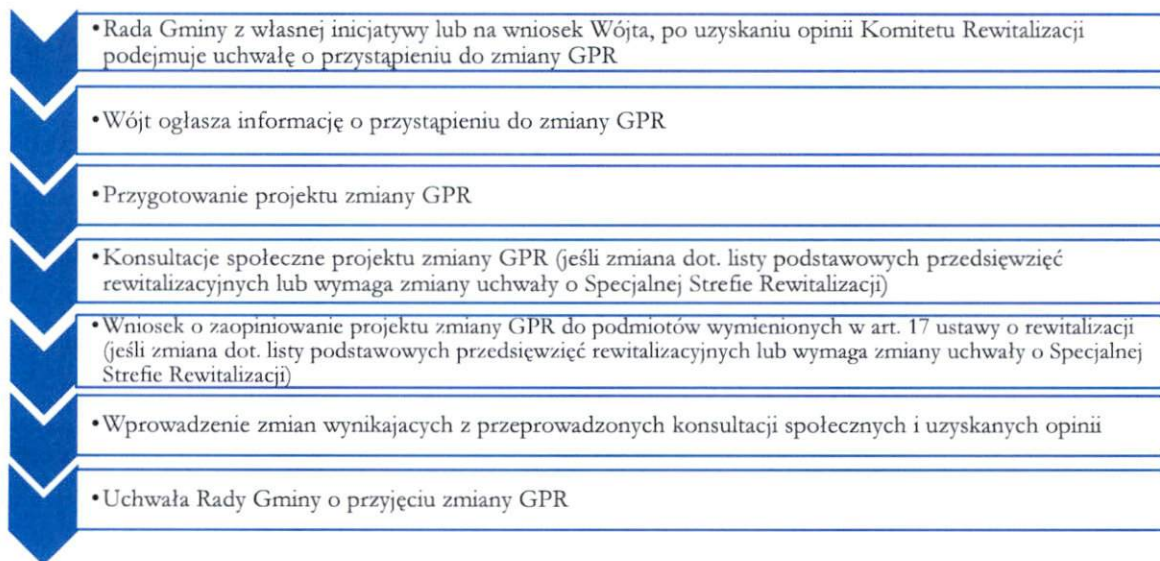 •Rada Gminy z własnej inicjatywy lub na wniosek Wójta, po uzyskaniu opinii Komitetu Rewitalizacji
podejmuje uchwałę o przystąpieniu do zmiany GPR
•Wójt ogłasza informację o przystąpieniu do zmiany GPR
•Przygotowanie projektu zmiany GPR
•Konsultacje społeczne projektu zmiany GPR (jeśli zmiana dot. listy podstawowych przedsięwzięć
rewitalizacyjnych lub wymaga zmiany uchwały o Specjalnej Strefie Rewitalizacji)
•Wniosek o zaopiniowanie projektu zmiany GPR do podmiotów wymienionych w art. 17 ustawy o rewitalizacji
(jeśli zmiana dot. listy podstawowych przedsięwzięć rewitalizacyjnych lub wymaga zmiany uchwały o Specjalnej
Strefie Rewitalizacji)
•Wprowadzenie zmian wynikajacych z przeprowadzonych konsultacji społecznych i uzyskanych opinii
•Uchwała Rady Gminy o przyjęciu zmiany GPR